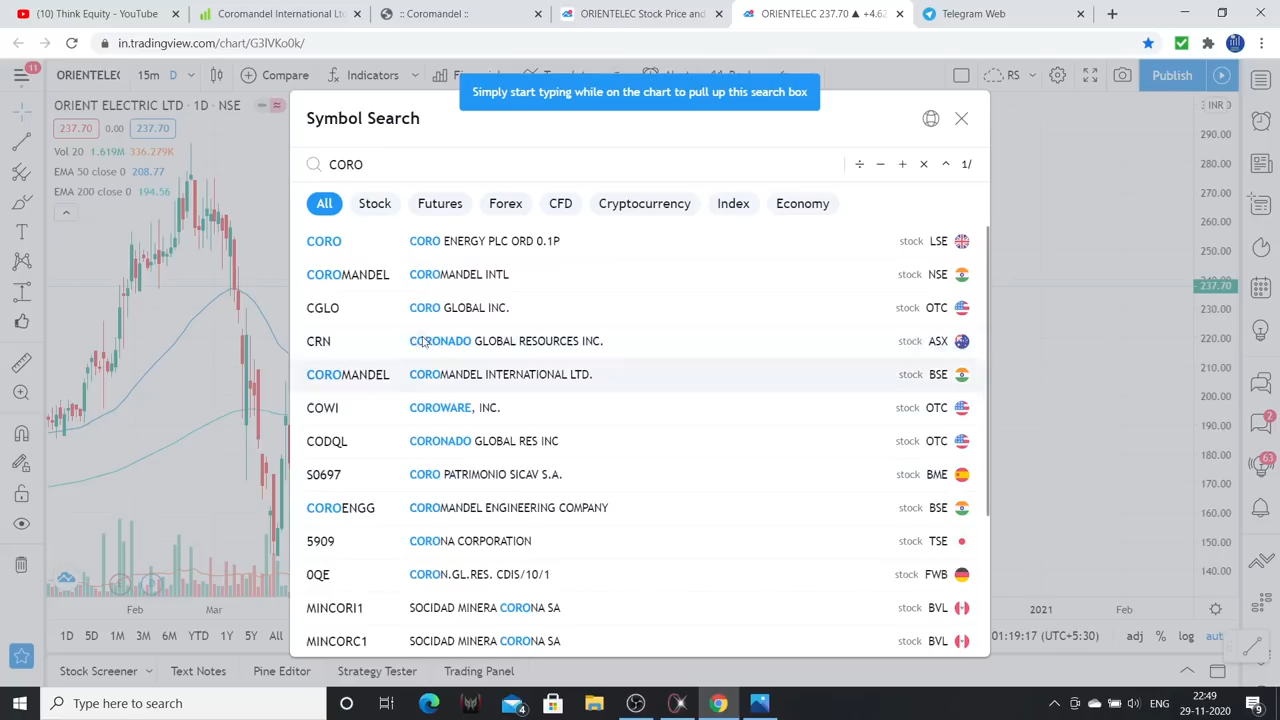 (10) Think Equity - YouTube
Coromandel International Ltd
:: Coromandel ::
ORIENTELEC Stock Price and
ORIENTELEC 237.70 ▲ +4.62
Telegram Web
in.tradingview.com/chart/G3lVKo0k/
11
ORIENTELEC
15m
D
Compare
Indicators
RS
Publish
Simply start typing while on the chart to pull up this search box
ORIENT ELECTRIC LTD · 1D · NSE
237.70 0.00 237.70
Vol 20 1.619M 336.279K
EMA 50 close 0 208.77
EMA 200 close 0 194.56
Symbol Search
CORO
÷ − + × ^ 1/
All Stock Futures Forex CFD Cryptocurrency Index Economy
CORO CORO ENERGY PLC ORD 0.1P stock LSE
COROMANDEL COROMANDEL INTL stock NSE
CGLO CORO GLOBAL INC. stock OTC
CRN CORONADO GLOBAL RESOURCES INC. stock ASX
COROMANDEL COROMANDEL INTERNATIONAL LTD. stock BSE
COWI COROWARE, INC. stock OTC
CODQL CORONADO GLOBAL RES INC stock OTC
S0697 CORO PATRIMONIO SICAV S.A. stock BME
COROENGG COROMANDEL ENGINEERING COMPANY stock BSE
5909 CORONA CORPORATION stock TSE
0QE CORON.GL.RES. CDIS/10/1 stock FWB
MINCORI1 SOCIDAD MINERA CORONA SA stock BVL
MINCORC1 SOCIDAD MINERA CORONA SA stock BVL
INR
290.00
280.00
270.00
260.00
250.00
237.70
230.00
220.00
210.00
200.00
190.00
180.00
170.00
160.00
150.00
140.00
2
63
Feb Mar 2021 Feb
1D 5D 1M 3M 6M YTD 1Y 5Y All
01:19:17 (UTC+5:30) adj % log
Stock Screener Text Notes Pine Editor Strategy Tester Trading Panel
Type here to search
4
ENG
22:49
29-11-2020
9